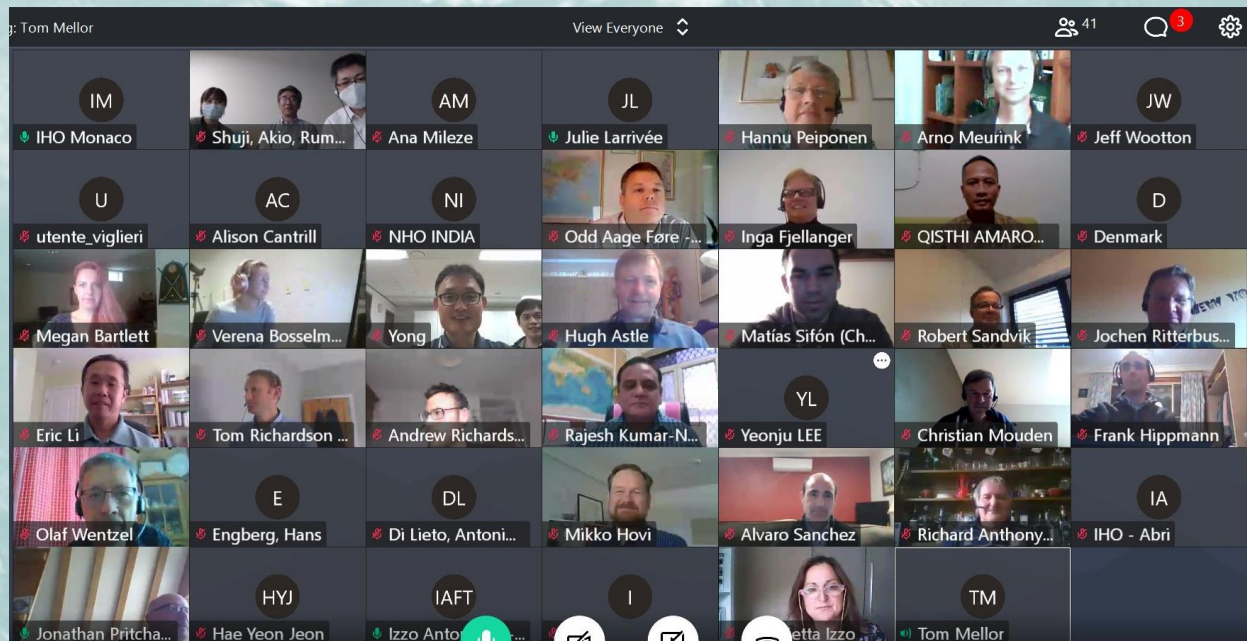 g: Tom Mellor
View Everyone
41
3
IM
IHO Monaco
Shuji, Akio, Rum...
AM
Ana Mileze
JL
Julie Larrivée
Hannu Peiponen
Arno Meurink
JW
Jeff Wootton
U
utente_viglieri
AC
Alison Cantrill
NI
NHO INDIA
Odd Aage Føre -...
Inga Fjellanger
QISTHI AMARO...
D
Denmark
Megan Bartlett
Verena Bosselm...
Yong
Hugh Astle
Matías Sifón (Ch...
Robert Sandvik
Jochen Ritterbus...
Eric Li
Tom Richardson ...
Andrew Richards...
Rajesh Kumar-N...
YL
Yeonju LEE
Christian Mouden
Frank Hippmann
Olaf Wentzel
E
Engberg, Hans
DL
Di Lieto, Antoni...
Mikko Hovi
Alvaro Sanchez
Richard Anthony...
IA
IHO - Abri
Jonathan Pritcha...
HYJ
Hae Yeon Jeon
IAFT
Izzo Anto
I
etta Izzo
TM
Tom Mellor